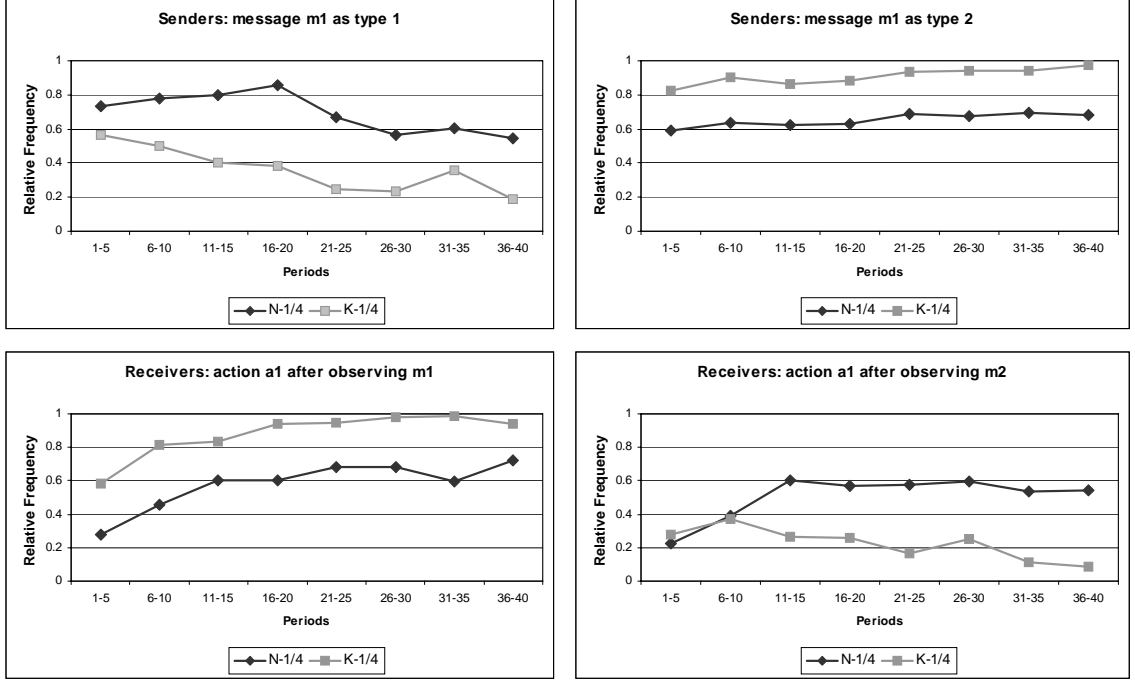 Senders: message m1 as type 1
Relative Frequency
1
0.8
0.6
0.4
0.2
0
1-5 6-10 11-15 16-20 21-25 26-30 31-35 36-40
Periods
N-1/4 K-1/4
Senders: message m1 as type 2
Relative Frequency
1
0.8
0.6
0.4
0.2
0
1-5 6-10 11-15 16-20 21-25 26-30 31-35 36-40
Periods
N-1/4 K-1/4
Receivers: action a1 after observing m1
Relative Frequency
1
0.8
0.6
0.4
0.2
0
1-5 6-10 11-15 16-20 21-25 26-30 31-35 36-40
Periods
N-1/4 K-1/4
Receivers: action a1 after observing m2
Relative Frequency
1
0.8
0.6
0.4
0.2
0
1-5 6-10 11-15 16-20 21-25 26-30 31-35 36-40
Periods
N-1/4 K-1/4